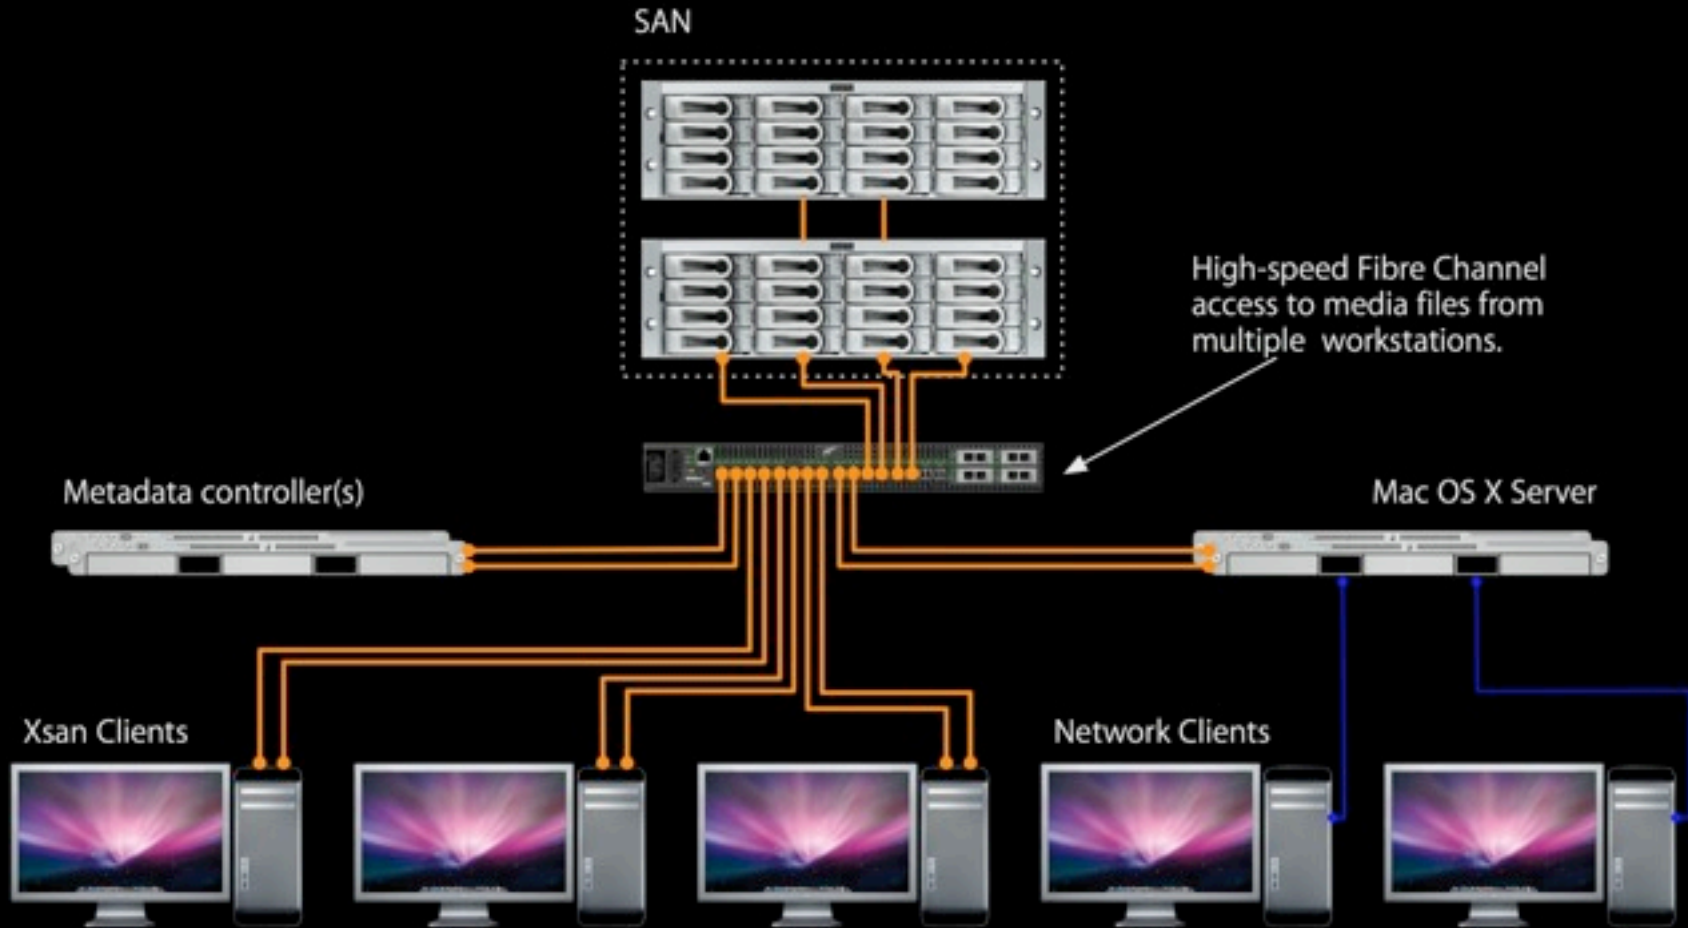 SAN
High-speed Fibre Channel
access to media files from
multiple workstations.
Metadata controller(s)
Mac OS X Server
Xsan Clients
Network Clients